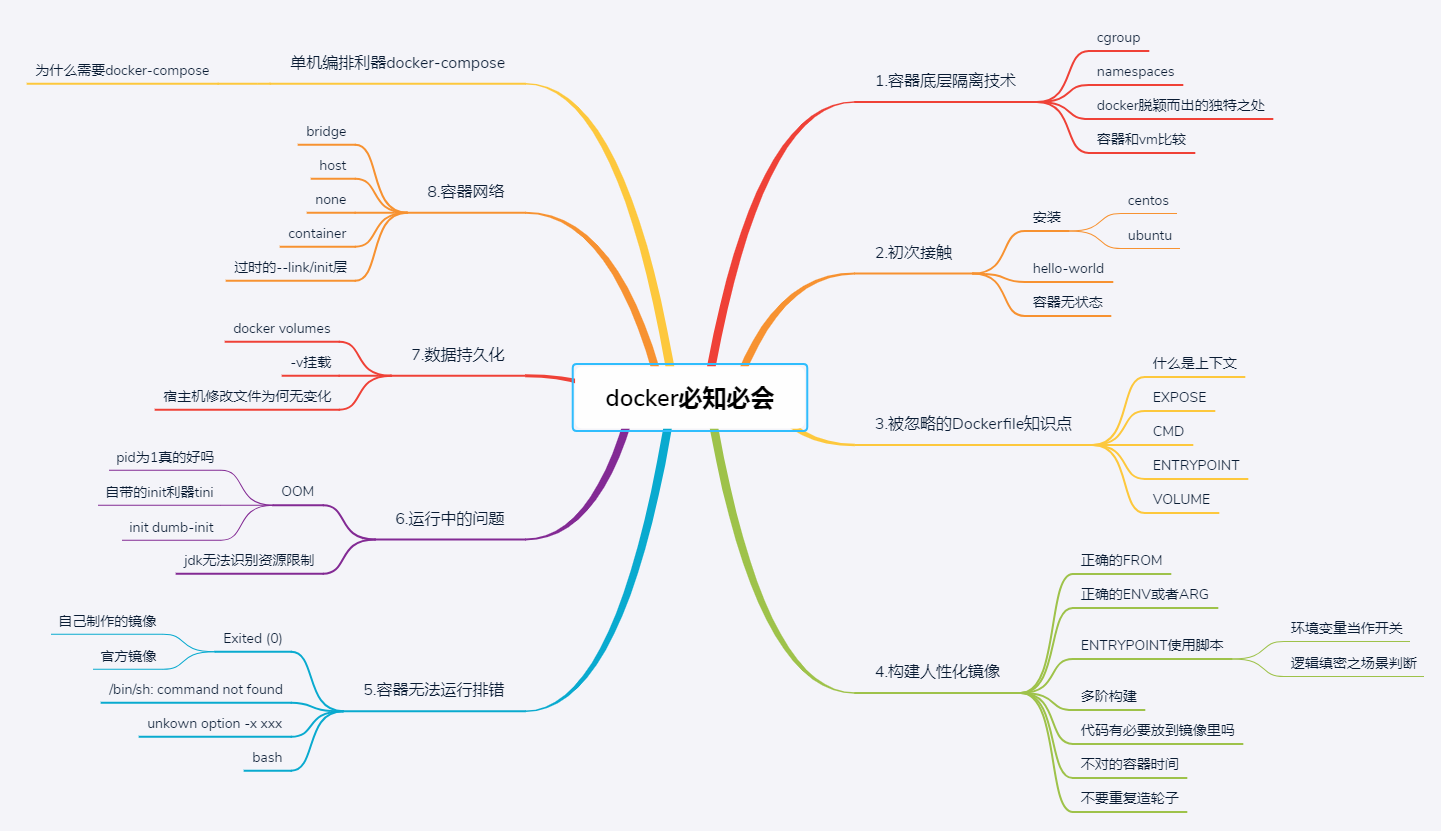 docker必知必会
1.容器底层隔离技术
cgroup
namespaces
docker脱颖而出的独特之处
容器和vm比较
2.初次接触
安装
centos
ubuntu
hello-world
容器无状态
3.被忽略的Dockerfile知识点
什么是上下文
EXPOSE
CMD
ENTRYPOINT
VOLUME
4.构建人性化镜像
正确的FROM
正确的ENV或者ARG
ENTRYPOINT使用脚本
环境变量当作开关
逻辑缜密之场景判断
多阶构建
代码有必要放到镜像里吗
不对的容器时间
不要重复造轮子
5.容器无法运行排错
Exited (0)
自己制作的镜像
官方镜像
/bin/sh: command not found
unkown option -x xxx
bash
6.运行中的问题
OOM
pid为1真的好吗
自带的init利器tini
init dumb-init
jdk无法识别资源限制
7.数据持久化
docker volumes
-v挂载
宿主机修改文件为何无变化
8.容器网络
bridge
host
none
container
过时的--link/init层
单机编排利器docker-compose
为什么需要docker-compose